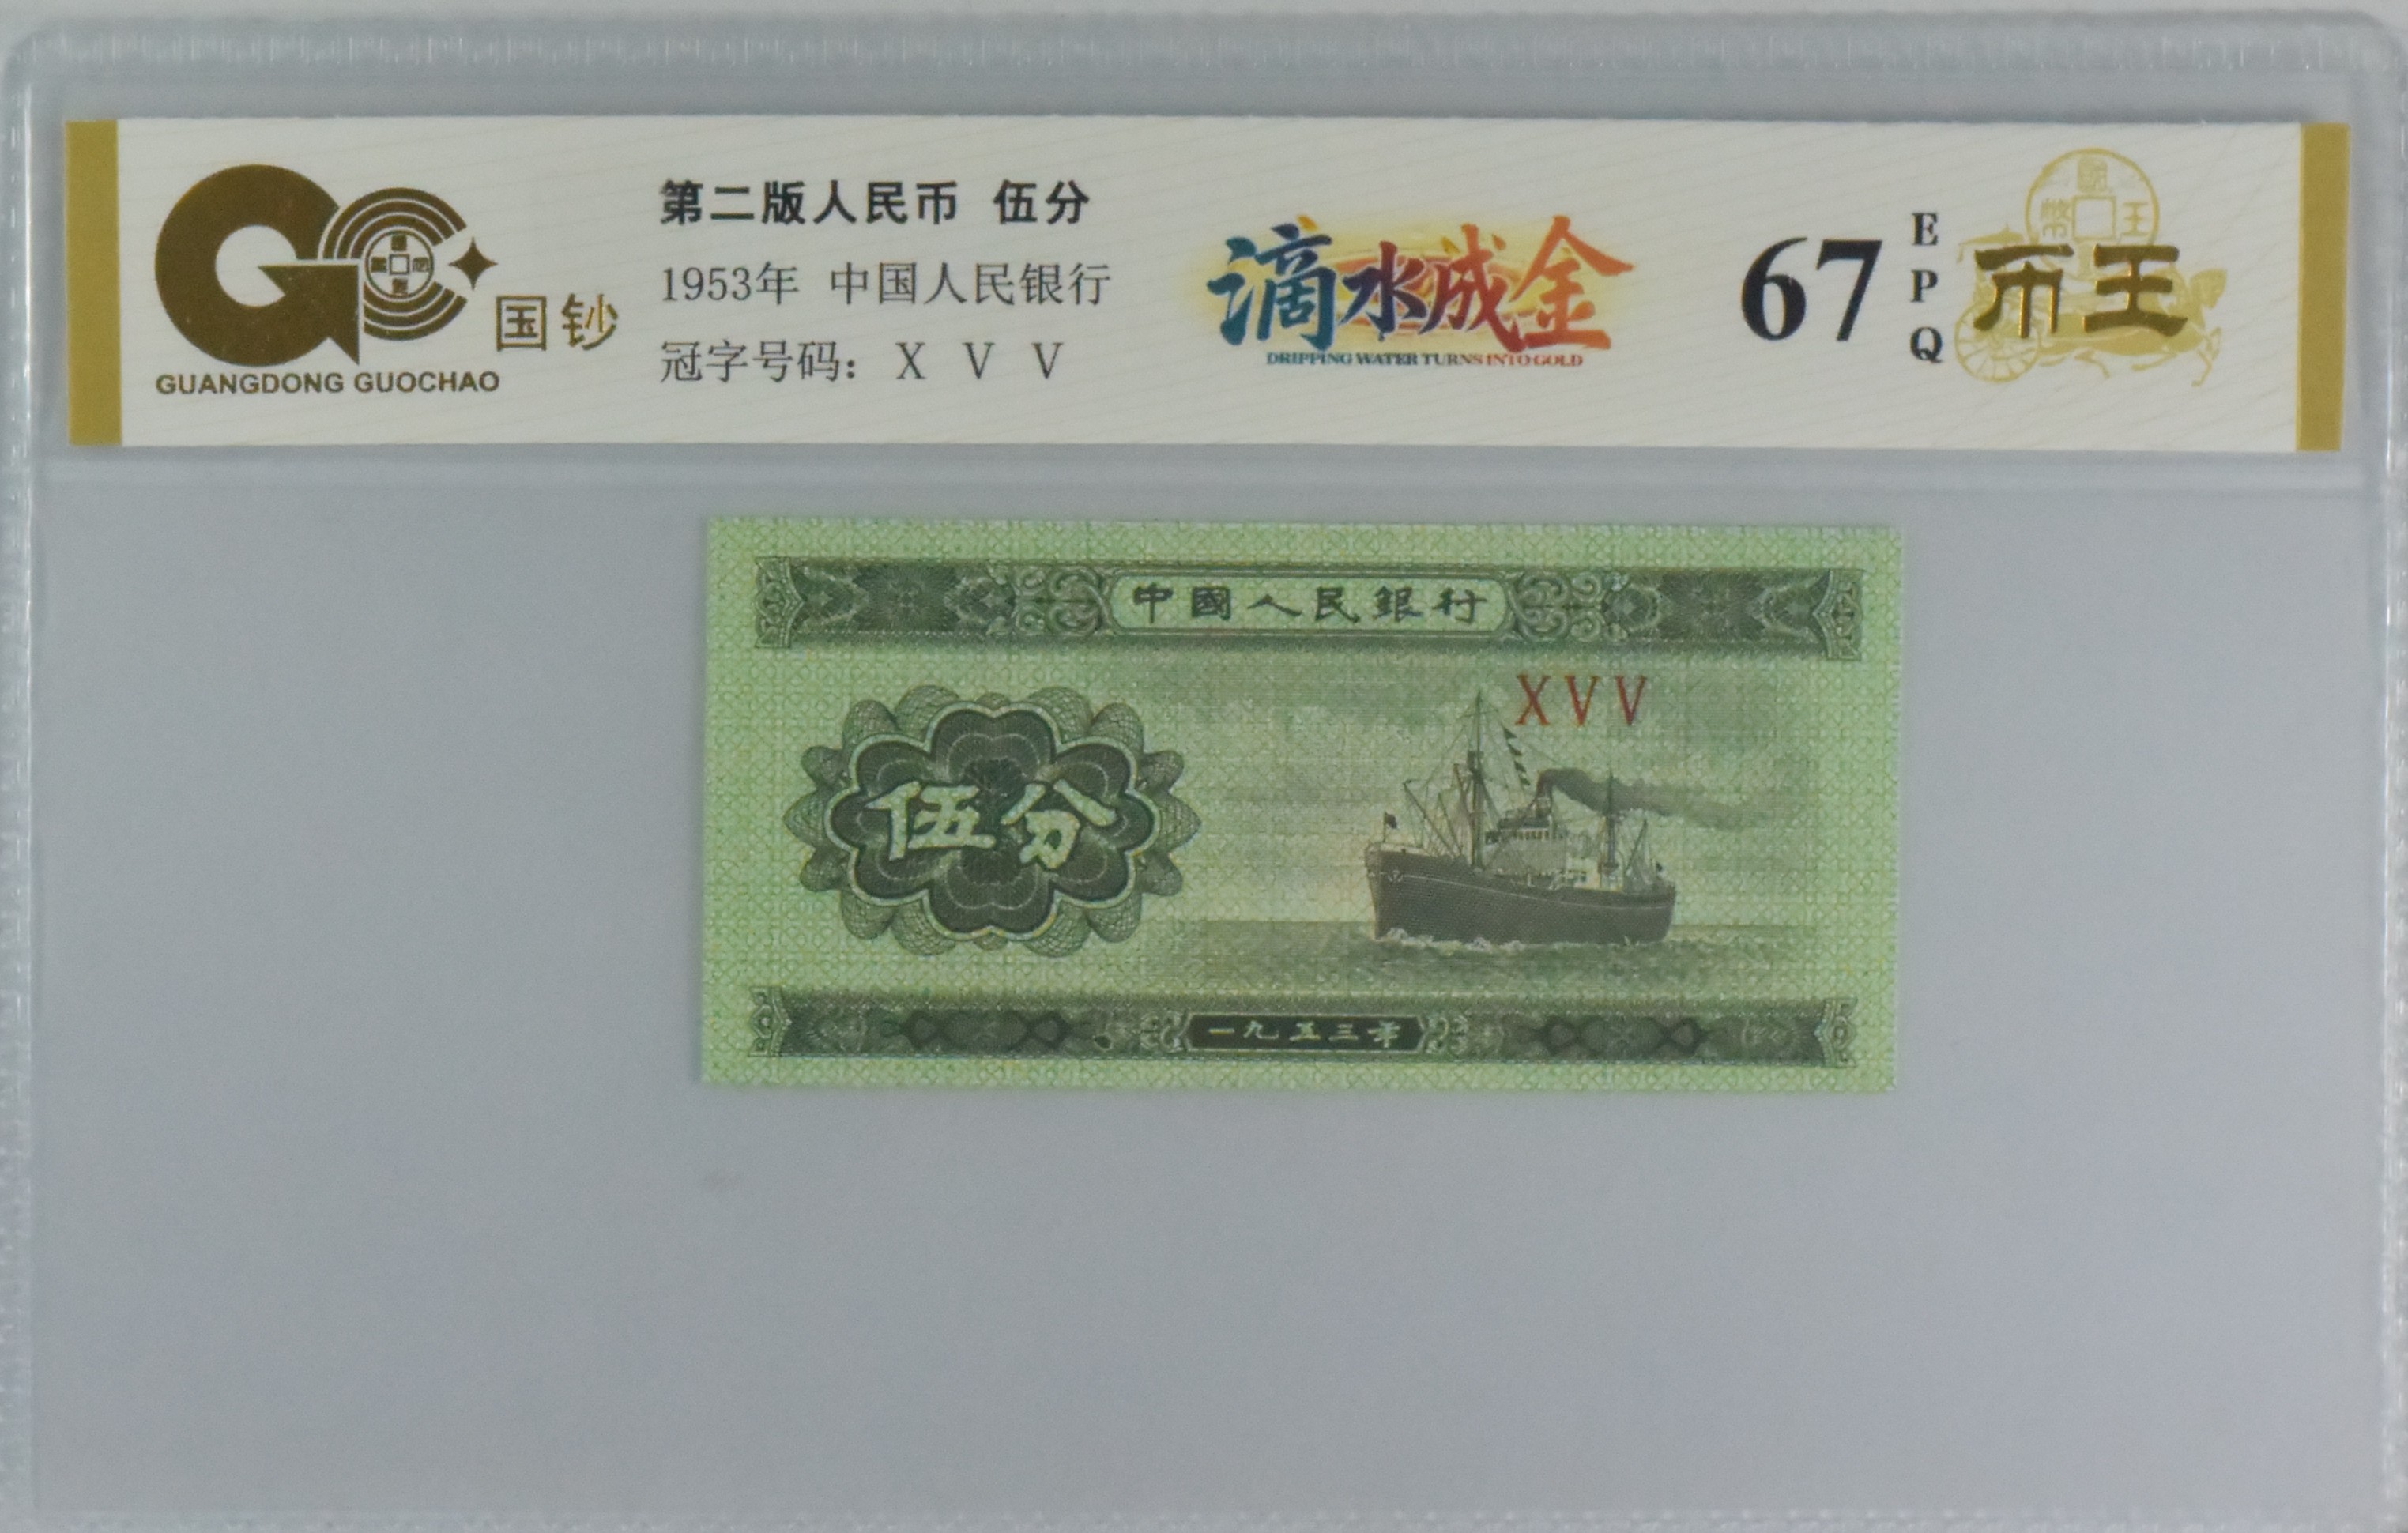 GUANGDONG GUOCHAO
国钞
第二版人民币 伍分
1953年 中国人民银行
冠字号码： X V V
滴水成金
DRIPPING WATER TURNS INTO GOLD
67
E
P
Q
币王
中國人民銀行
XVV
伍分
一九五三年